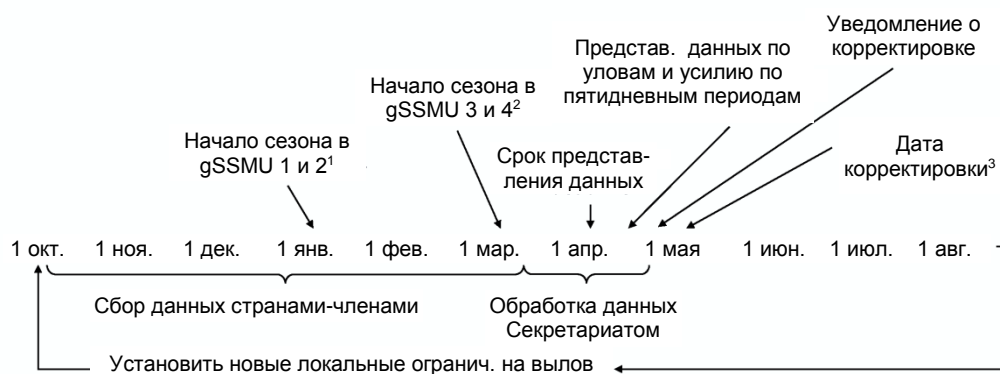 Уведомление о
корректировке
Представ. данных по
уловам и усилию по
пятидневным периодам
Начало сезона в
gSSMU 3 и 4²
Начало сезона в
gSSMU 1 и 2¹
Срок представ-
ления данных
Дата
корректировки³
1 окт. 1 ноя. 1 дек. 1 янв. 1 фев. 1 мар. 1 апр. 1 мая 1 июн. 1 июл. 1 авг.
Сбор данных странами-членами
Обработка данных
Секретариатом
Установить новые локальные огранич. на вылов